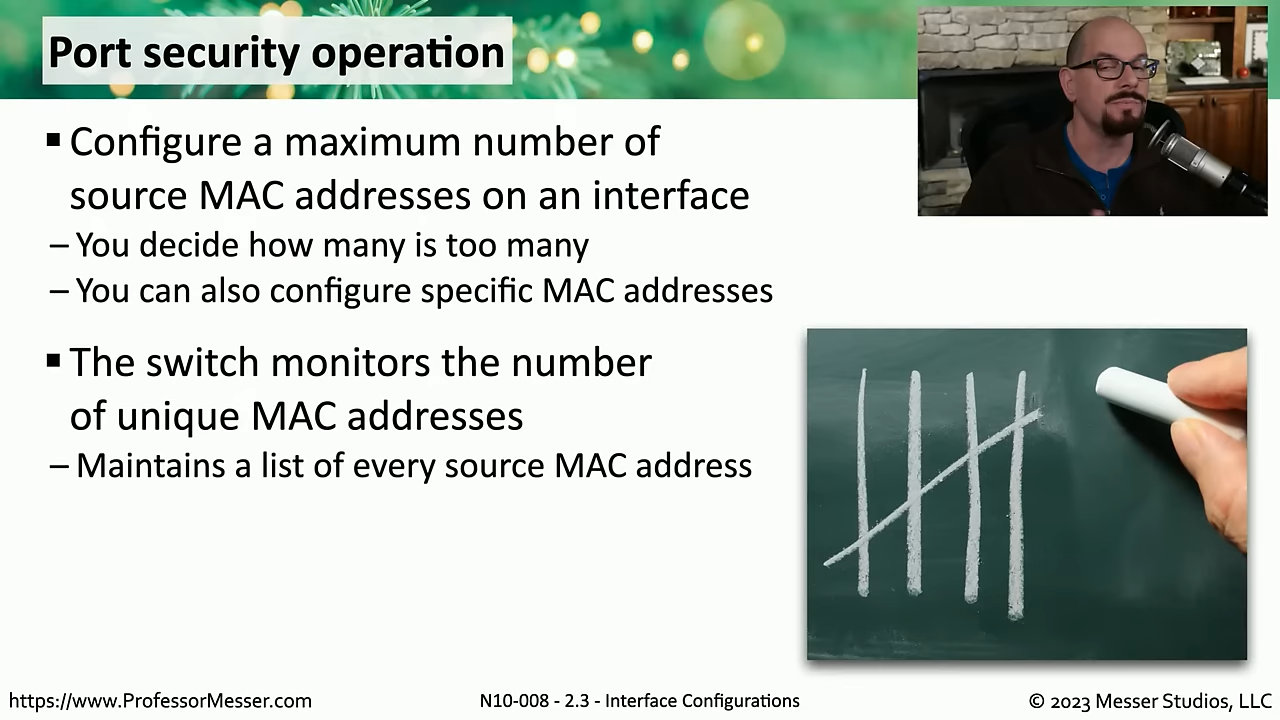 Port security operation
▪ Configure a maximum number of
source MAC addresses on an interface
– You decide how many is too many
– You can also configure specific MAC addresses
▪ The switch monitors the number
of unique MAC addresses
– Maintains a list of every source MAC address
https://www.ProfessorMesser.com
N10-008 - 2.3 - Interface Configurations
© 2023 Messer Studios, LLC